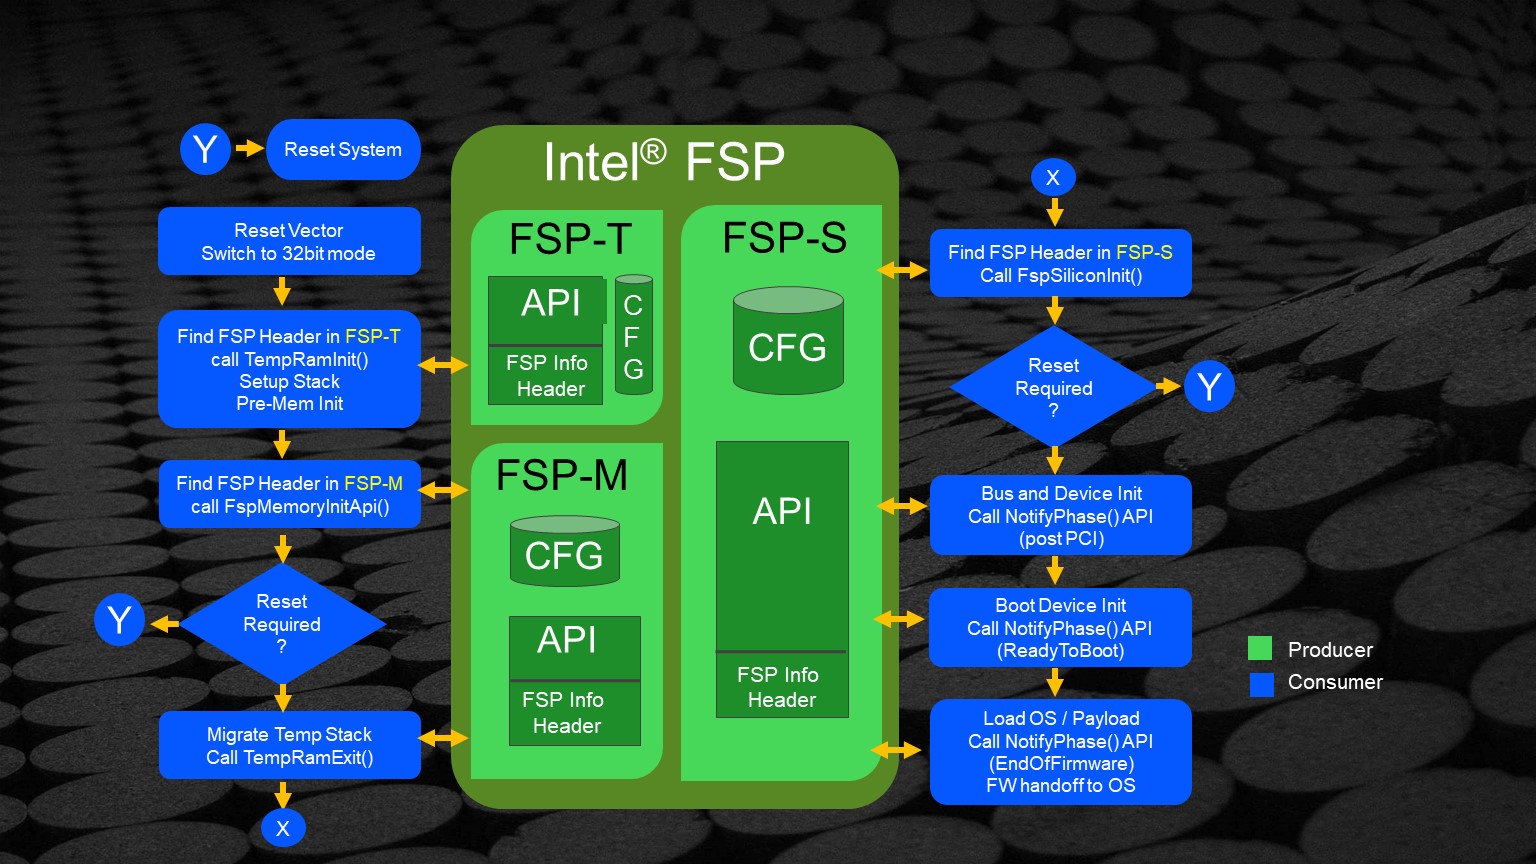 Y
Reset System
Reset Vector
Switch to 32bit mode
Find FSP Header in FSP-T
call TempRamInit()
Setup Stack
Pre-Mem Init
Find FSP Header in FSP-M
call FspMemoryInitApi()
Reset
Required
?
Y
Migrate Temp Stack
Call TempRamExit()
X
Intel® FSP
FSP-T
API
FSP Info
Header
C
F
G
FSP-M
CFG
API
FSP Info
Header
FSP-S
CFG
API
FSP Info
Header
X
Find FSP Header in FSP-S
Call FspSiliconInit()
Reset
Required
?
Y
Bus and Device Init
Call NotifyPhase() API
(post PCI)
Boot Device Init
Call NotifyPhase() API
(ReadyToBoot)
Load OS / Payload
Call NotifyPhase() API
(EndOfFirmware)
FW handoff to OS
Producer
Consumer